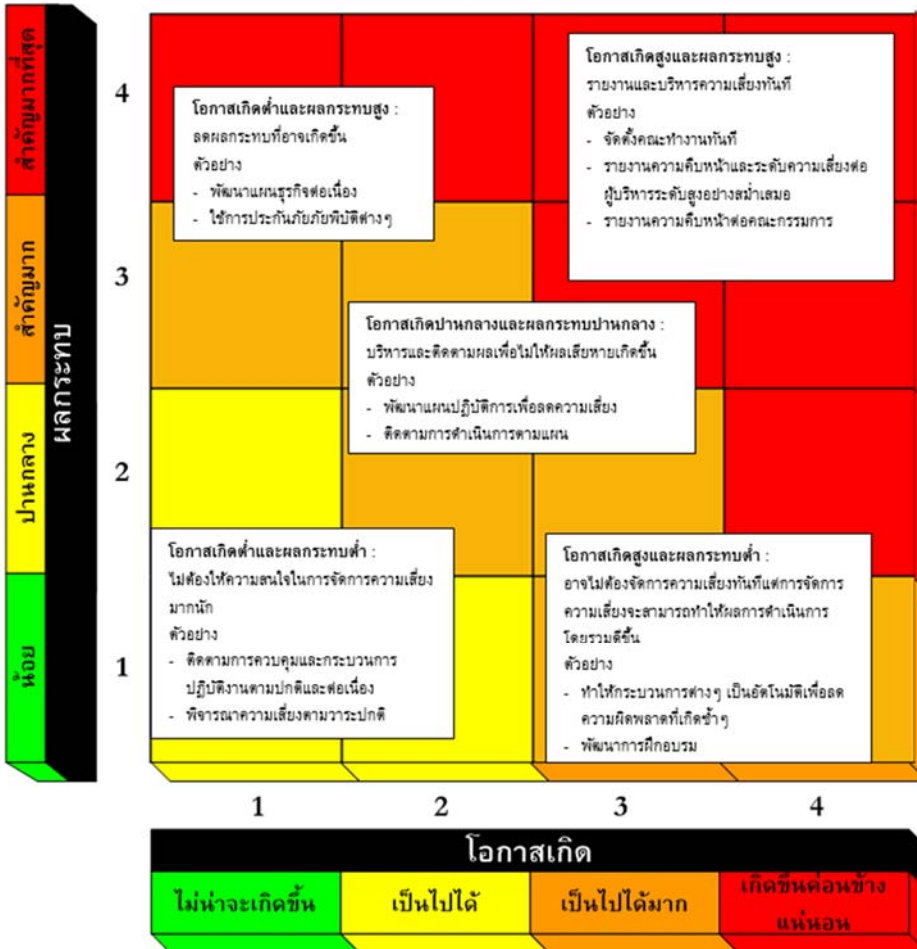 สำคัญมากที่สุด
สำคัญมาก
ปานกลาง
น้อย
ผลกระทบ
4
3
2
1
โอกาสเกิดต่ำและผลกระทบสูง :
ลดผลกระทบที่อาจเกิดขึ้น
ตัวอย่าง
- พัฒนาแผนธุรกิจต่อเนื่อง
- ใช้การประกันภัยภัยพิบัติต่างๆ
โอกาสเกิดสูงและผลกระทบสูง :
รายงานและบริหารความเสี่ยงทันที
ตัวอย่าง
- จัดตั้งคณะทำงานทันที
- รายงานความคืบหน้าและระดับความเสี่ยงต่อ
ผู้บริหารระดับสูงอย่างสม่ำเสมอ
- รายงานความคืบหน้าต่อคณะกรรมการ
โอกาสเกิดปานกลางและผลกระทบปานกลาง :
บริหารและติดตามผลเพื่อไม่ให้ผลเสียหายเกิดขึ้น
ตัวอย่าง
- พัฒนาแผนปฏิบัติการเพื่อลดความเสี่ยง
- ติดตามการดำเนินการตามแผน
โอกาสเกิดต่ำและผลกระทบต่ำ :
ไม่ต้องให้ความสนใจในการจัดการความเสี่ยง
มากนัก
ตัวอย่าง
- ติดตามการควบคุมและกระบวนการ
ปฏิบัติงานตามปกติและต่อเนื่อง
- พิจารณาความเสี่ยงตามวาระปกติ
โอกาสเกิดสูงและผลกระทบต่ำ :
อาจไม่ต้องจัดการความเสี่ยงทันทีแต่การจัดการ
ความเสี่ยงจะสามารถทำให้ผลการดำเนินการ
โดยรวมดีขึ้น
ตัวอย่าง
- ทำให้กระบวนการต่างๆ เป็นอัตโนมัติเพื่อลด
ความผิดพลาดที่เกิดซ้ำๆ
- พัฒนาการฝึกอบรม
1 2 3 4
โอกาสเกิด
ไม่น่าจะเกิดขึ้น
เป็นไปได้
เป็นไปได้มาก
เกิดขึ้นค่อนข้าง
แน่นอน